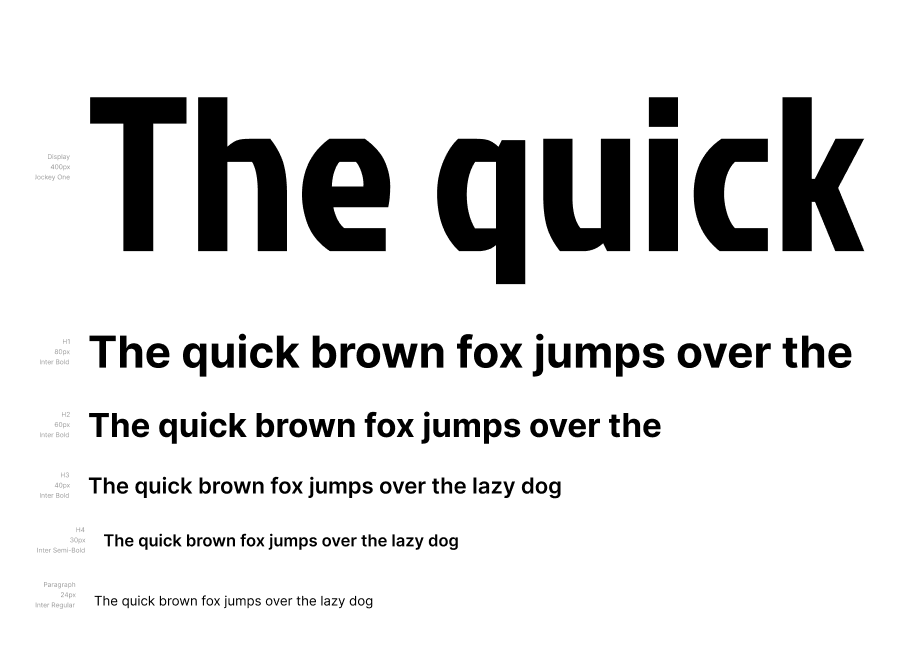 Display
400px
Jockey One
The quick
H1
80px
Inter Bold
The quick brown fox jumps over the
H2
60px
Inter Bold
The quick brown fox jumps over the
H3
40px
Inter Bold
The quick brown fox jumps over the lazy dog
H4
30px
Inter Semi-Bold
The quick brown fox jumps over the lazy dog
Paragraph
24px
Inter Regular
The quick brown fox jumps over the lazy dog